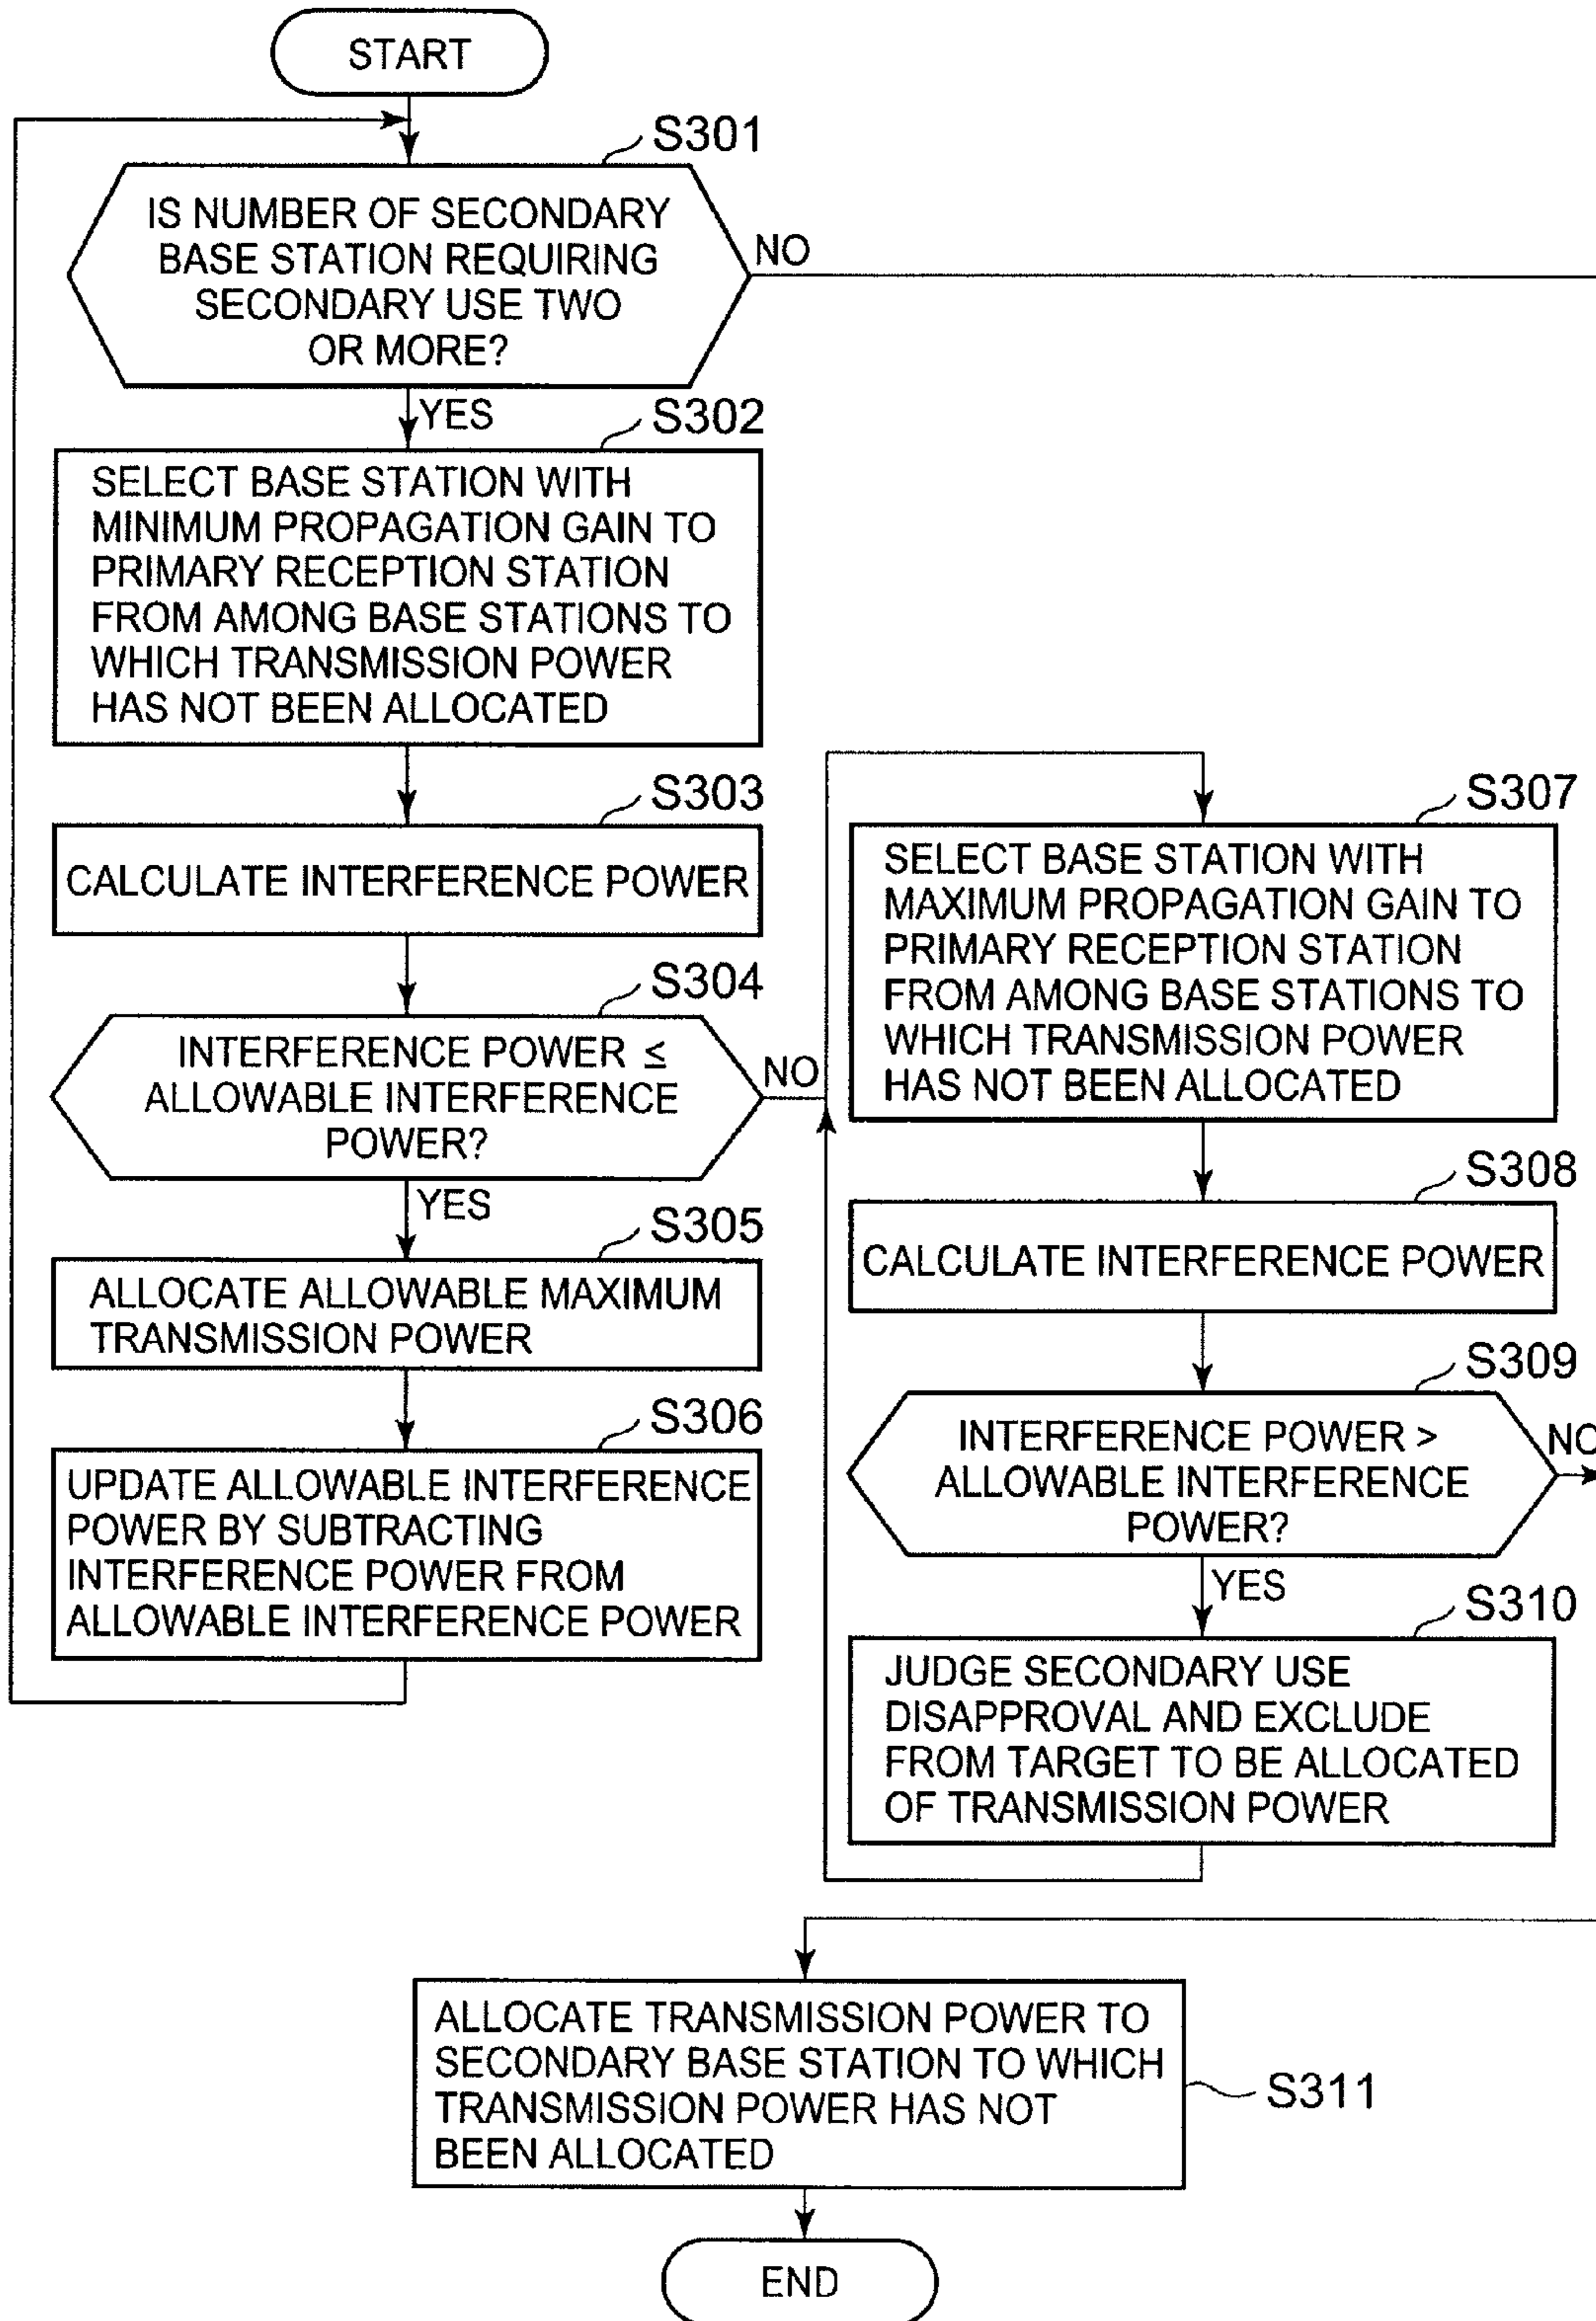 START
S301
IS NUMBER OF SECONDARY
BASE STATION REQUIRING
SECONDARY USE TWO
OR MORE?
NO
YES
S302
SELECT BASE STATION WITH
MINIMUM PROPAGATION GAIN TO
PRIMARY RECEPTION STATION
FROM AMONG BASE STATIONS TO
WHICH TRANSMISSION POWER
HAS NOT BEEN ALLOCATED
S303
CALCULATE INTERFERENCE POWER
S304
INTERFERENCE POWER ≤
ALLOWABLE INTERFERENCE
POWER?
NO
YES
S305
ALLOCATE ALLOWABLE MAXIMUM
TRANSMISSION POWER
S306
UPDATE ALLOWABLE INTERFERENCE
POWER BY SUBTRACTING
INTERFERENCE POWER FROM
ALLOWABLE INTERFERENCE POWER
S307
SELECT BASE STATION WITH
MAXIMUM PROPAGATION GAIN TO
PRIMARY RECEPTION STATION
FROM AMONG BASE STATIONS TO
WHICH TRANSMISSION POWER
HAS NOT BEEN ALLOCATED
S308
CALCULATE INTERFERENCE POWER
S309
INTERFERENCE POWER >
ALLOWABLE INTERFERENCE
POWER?
NO
YES
S310
JUDGE SECONDARY USE
DISAPPROVAL AND EXCLUDE
FROM TARGET TO BE ALLOCATED
OF TRANSMISSION POWER
ALLOCATE TRANSMISSION POWER TO
SECONDARY BASE STATION TO WHICH
TRANSMISSION POWER HAS NOT
BEEN ALLOCATED
S311
END